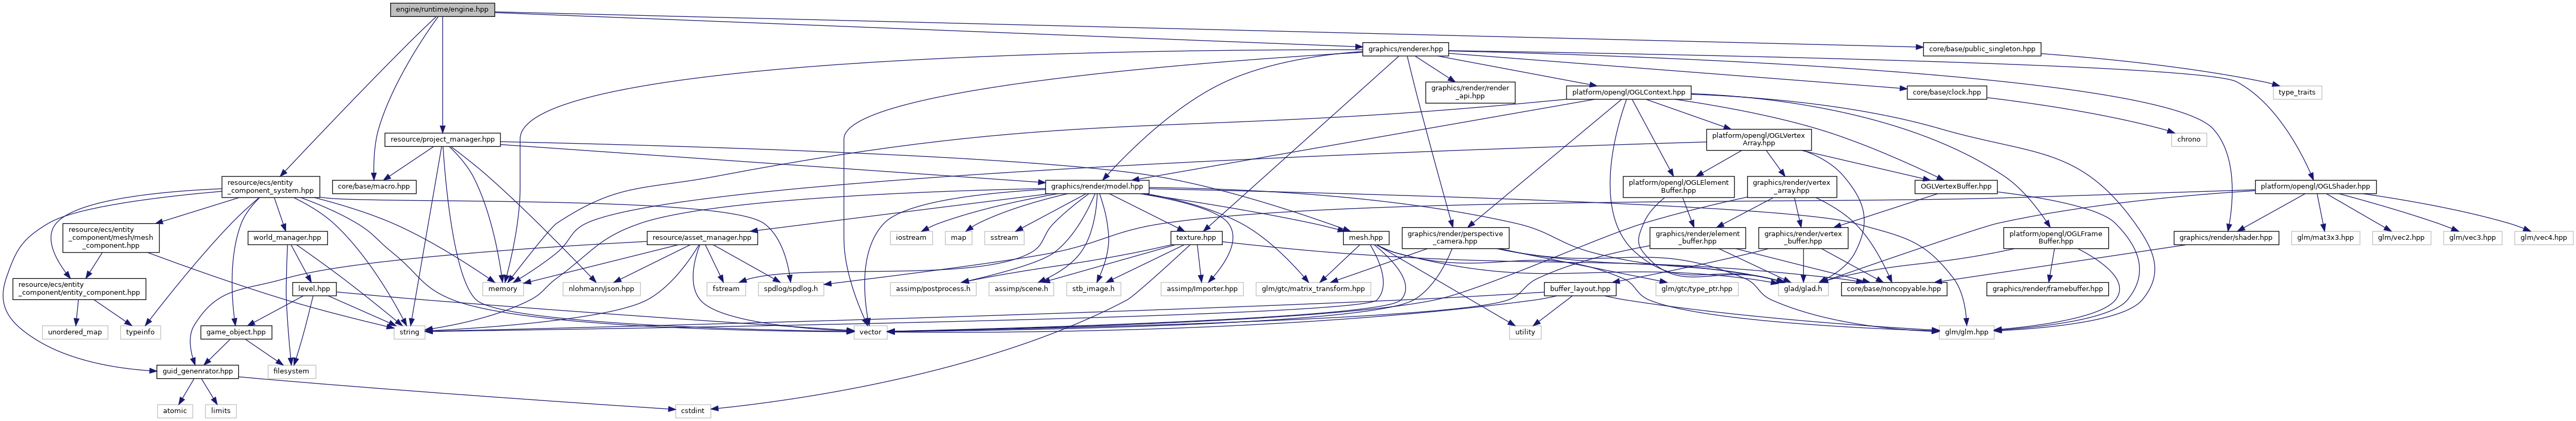 engine/runtime/engine.hpp
graphics/renderer.hpp
core/base/public_singleton.hpp
graphics/render/render
_api.hpp
platform/opengl/OGLContext.hpp
core/base/clock.hpp
type_traits
resource/project_manager.hpp
platform/opengl/OGLVertex
Array.hpp
chrono
resource/ecs/entity
_component_system.hpp
core/base/macro.hpp
graphics/render/model.hpp
platform/opengl/OGLElement
Buffer.hpp
graphics/render/vertex
_array.hpp
OGLVertexBuffer.hpp
platform/opengl/OGLShader.hpp
resource/ecs/entity
_component/mesh/mesh
_component.hpp
world_manager.hpp
resource/asset_manager.hpp
iostream
map
sstream
texture.hpp
mesh.hpp
graphics/render/perspective
_camera.hpp
graphics/render/element
_buffer.hpp
graphics/render/vertex
_buffer.hpp
platform/opengl/OGLFrame
Buffer.hpp
graphics/render/shader.hpp
glm/mat3x3.hpp
glm/vec2.hpp
glm/vec3.hpp
glm/vec4.hpp
resource/ecs/entity
_component/entity_component.hpp
level.hpp
memory
nlohmann/json.hpp
fstream
spdlog/spdlog.h
assimp/postprocess.h
assimp/scene.h
stb_image.h
assimp/Importer.hpp
glm/gtc/matrix_transform.hpp
buffer_layout.hpp
glm/gtc/type_ptr.hpp
glad/glad.h
core/base/noncopyable.hpp
graphics/render/framebuffer.hpp
unordered_map
typeinfo
game_object.hpp
string
vector
utility
glm/glm.hpp
guid_genenrator.hpp
filesystem
atomic
limits
cstdint